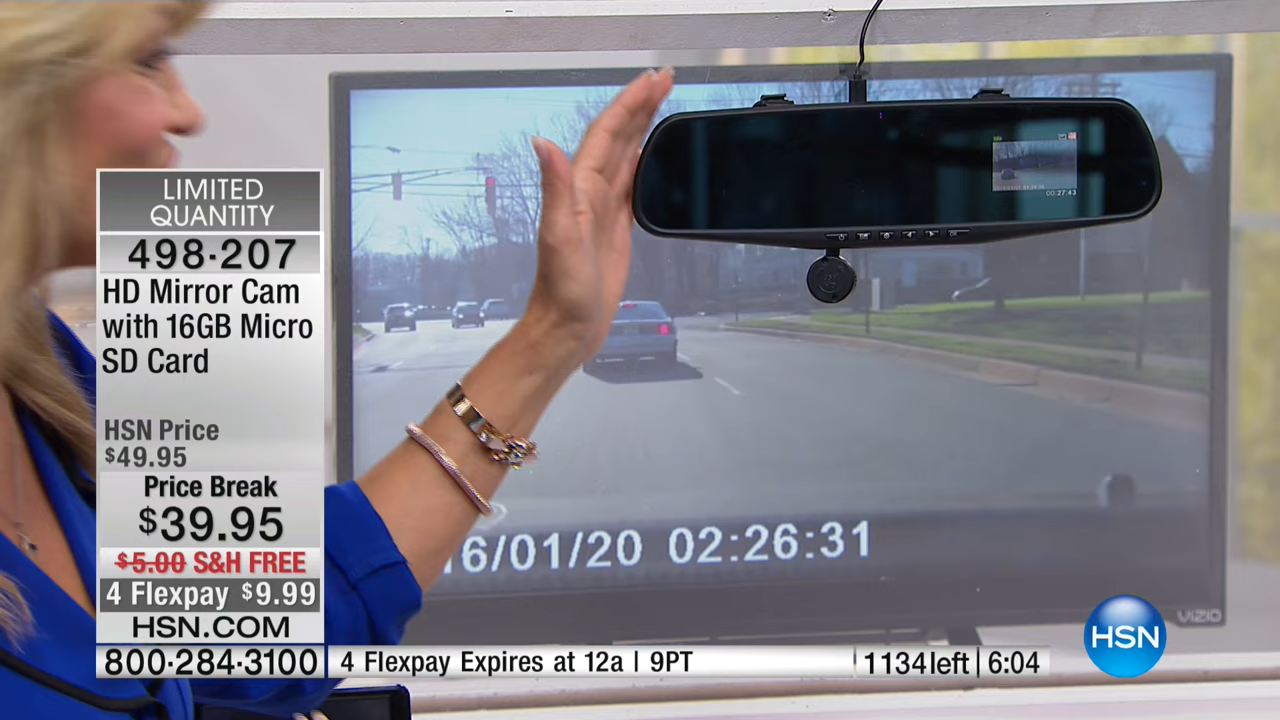 LIMITED
QUANTITY
498-207
HD Mirror Cam
with 16GB Micro
SD Card
HSN Price
$49.95
Price Break
$39.95
$5.00 S&H FREE
4 Flexpay $9.99
HSN.COM
800-284-3100
4 Flexpay Expires at 12a | 9PT
1134 left | 6:04
HSN
6/01/20 02:26:31
00:27:43
VIZIO